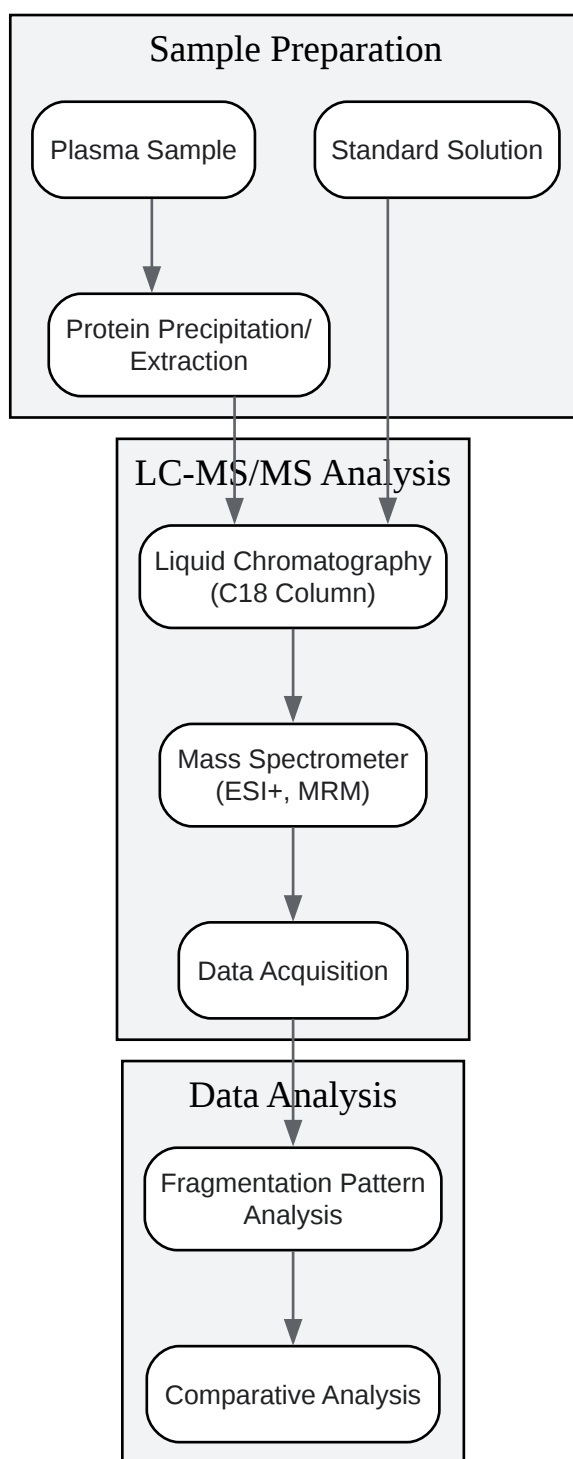 Sample Preparation
Plasma Sample
Standard Solution
Protein Precipitation/
Extraction
LC-MS/MS Analysis
Liquid Chromatography
(C18 Column)
Mass Spectrometer
(ESI+, MRM)
Data Acquisition
Data Analysis
Fragmentation Pattern
Analysis
Comparative Analysis